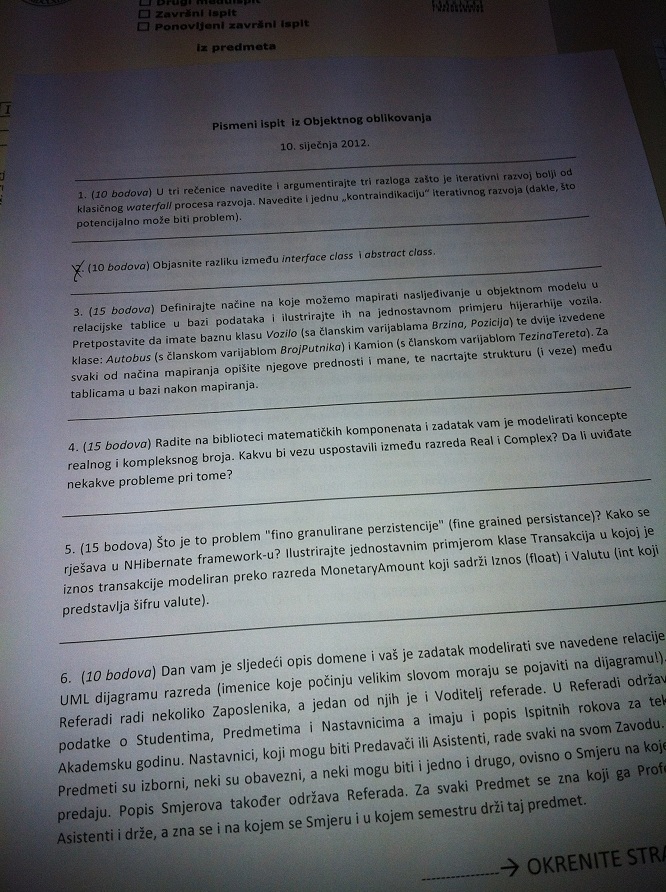 Završni ispit
Ponovljeni završni ispit
iz predmeta
Pismeni ispit iz Objektnog oblikovanja
10. siječnja 2012.
1. (10 bodova) U tri rečenice navedite i argumentirajte tri razloga zašto je iterativni razvoj bolji od
klasičnog waterfall procesa razvoja. Navedite i jednu „kontraindikaciju" iterativnog razvoja (dakle, što
potencijalno može biti problem).
2. (10 bodova) Objasnite razliku između interface class i abstract class.
3. (15 bodova) Definirajte načine na koje možemo mapirati nasljeđivanje u objektnom modelu u
relacijske tablice u bazi podataka i ilustrirajte ih na jednostavnom primjeru hijerarhije vozila.
Pretpostavite da imate baznu klasu Vozilo (sa članskim varijablama Brzina, Pozicija) te dvije izvedene
klase: Autobus (s članskom varijablom BrojPutnika) i Kamion (s članskom varijablom TezinaTereta). Za
svaki od načina mapiranja opišite njegove prednosti i mane, te nacrtajte strukturu (i veze) među
tablicama u bazi nakon mapiranja.
4. (15 bodova) Radite na biblioteci matematičkih komponenata i zadatak vam je modelirati koncepte
realnog i kompleksnog broja. Kakvu bi vezu uspostavili između razreda Real i Complex? Da li uviđate
nekakve probleme pri tome?
5. (15 bodova) Što je to problem "fino granulirane perzistencije" (fine grained persistance)? Kako se
rješava u NHibernate framework-u? Ilustrirajte jednostavnim primjerom klase Transakcija u kojoj je
iznos transakcije modeliran preko razreda MonetaryAmount koji sadrži Iznos (float) i Valutu (int koji
predstavlja šifru valute).
6. (10 bodova) Dan vam je sljedeći opis domene i vaš je zadatak modelirati sve navedene relacije
UML dijagramu razreda (imenice koje počinju velikim slovom moraju se pojaviti na dijagramu!).
Referadi radi nekoliko Zaposlenika, a jedan od njih je i Voditelj referade. U Referadi održav
podatke o Studentima, Predmetima i Nastavnicima a imaju i popis Ispitnih rokova za tek
Akademsku godinu. Nastavnici, koji mogu biti Predavači ili Asistenti, rade svaki na svom Zavodu.
Predmeti su izborni, neki su obavezni, a neki mogu biti i jedno i drugo, ovisno o Smjeru na koje
predaju. Popis Smjerova također održava Referada. Za svaki Predmet se zna koji ga Profe
Asistenti i drže, a zna se i na kojem se Smjeru i u kojem semestru drži taj predmet.
→ OKRENITE STRA